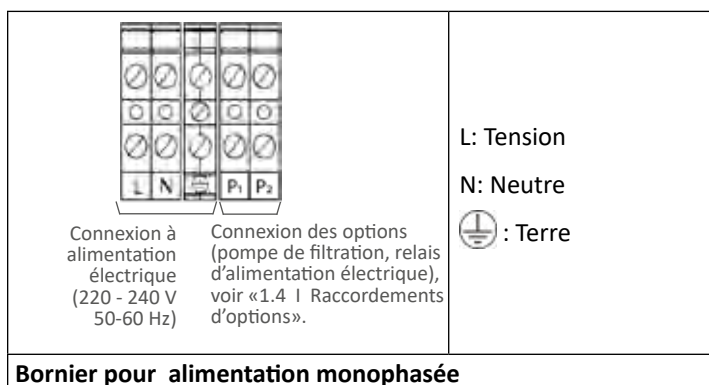 L N P₁ P₂
Connexion à
alimentation
électrique
(220 - 240 V
50-60 Hz)
Connexion des options
(pompe de filtration, relais
d’alimentation électrique),
voir «1.4 I Raccordements
d’options».
L: Tension
N: Neutre
: Terre
Bornier pour alimentation monophasée